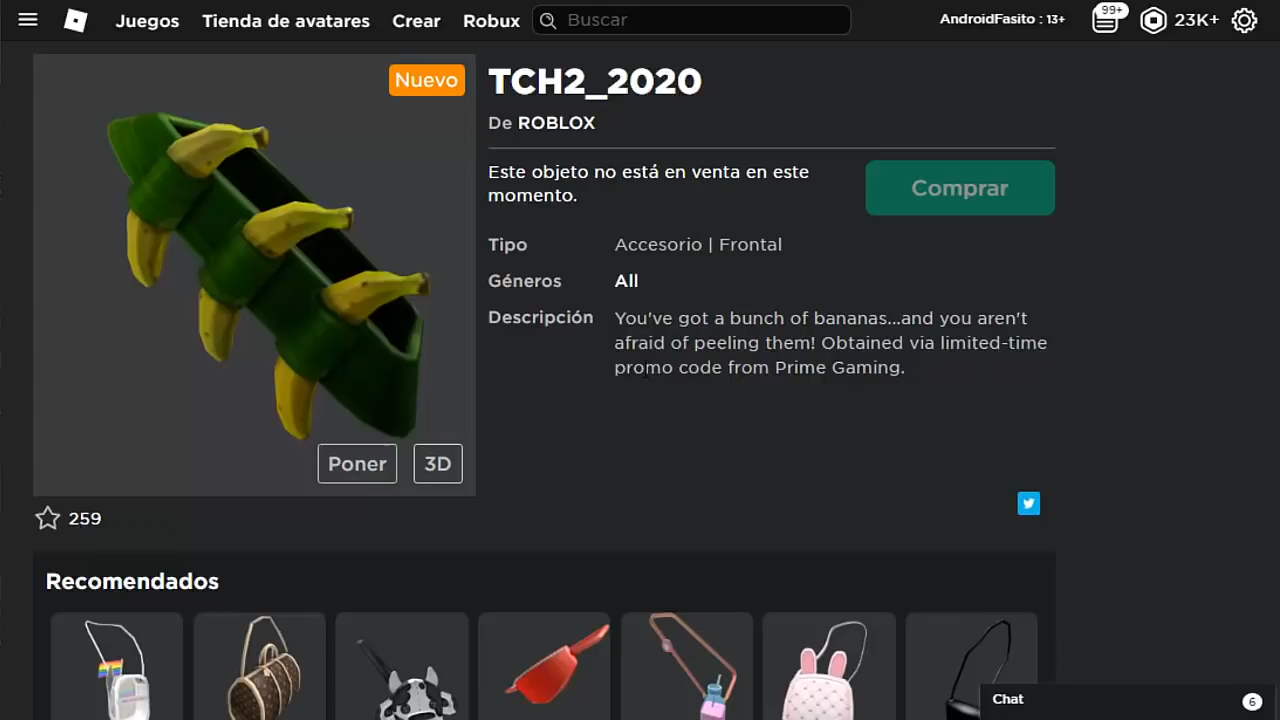 Juegos Tienda de avatares Crear Robux Buscar AndroidFasito : 13+ 99+ 23K+
Nuevo
TCH2_2020
De ROBLOX
Este objeto no está en venta en este
momento.
Comprar
Tipo Accesorio | Frontal
Géneros All
Descripción You've got a bunch of bananas...and you aren't
afraid of peeling them! Obtained via limited-time
promo code from Prime Gaming.
Poner 3D
259
Recomendados
Chat 6